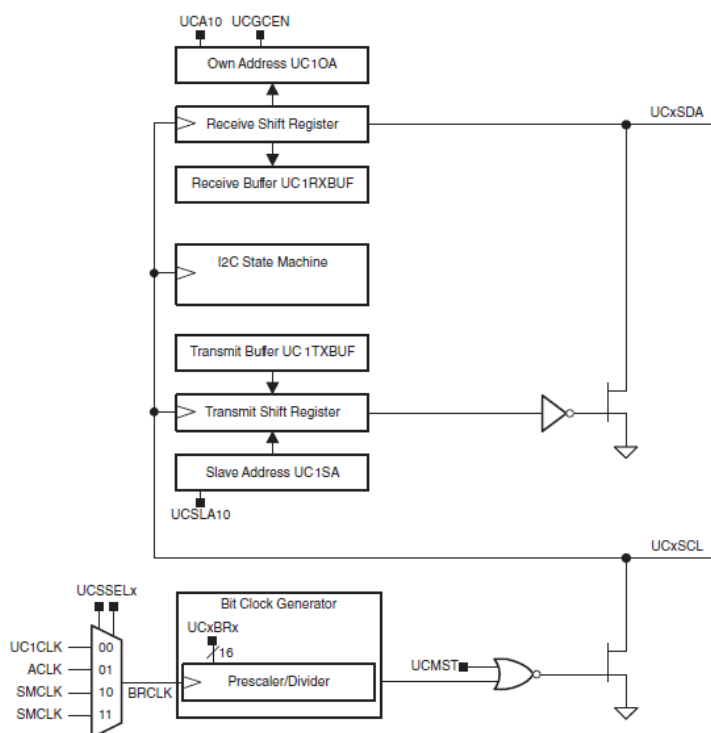 UCA10 UCGCEN
Own Address UC1OA
UCxSDA
Receive Shift Register
Receive Buffer UC1RXBUF
I2C State Machine
Transmit Buffer UC1TXBUF
Transmit Shift Register
Slave Address UC1SA
UCSLA10
UCxSCL
UCSSELx
Bit Clock Generator
UCxBRx
16
UC1CLK 00
ACLK 01
SMCLK 10
SMCLK 11
BRCLK
Prescaler/Divider
UCMST